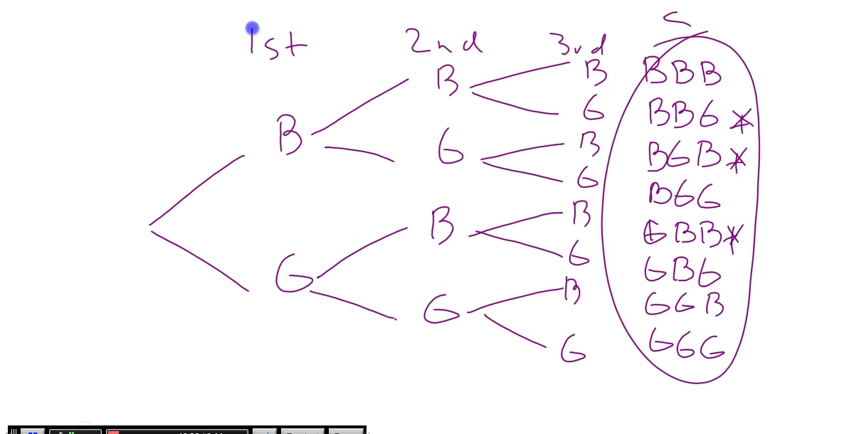 1st 2nd 3rd S
B BBB
B G BBG *
B G B BGB *
G BGG
B B GBB *
G G GBG
G B GGB
G GGG